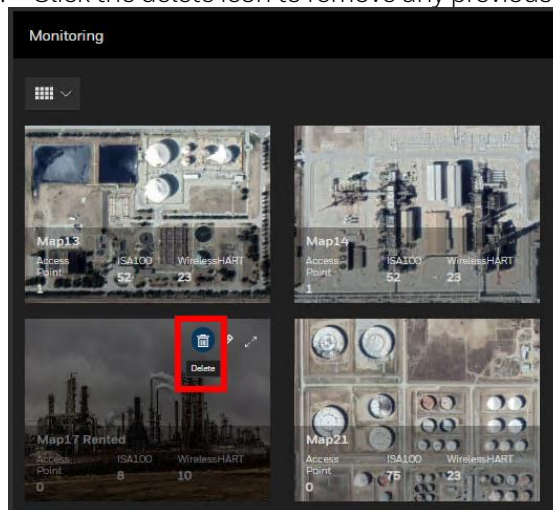 Click the delete icon to remove any previous
Monitoring
Map13
Access Point
ISA100
WirelessHART
1
52
23
Map14
Access Point
ISA100
WirelessHART
1
52
23
Delete
Map17 Rented
Access Point
ISA100
WirelessHART
0
8
10
Map21
Access Point
ISA100
WirelessHART
0
75
23